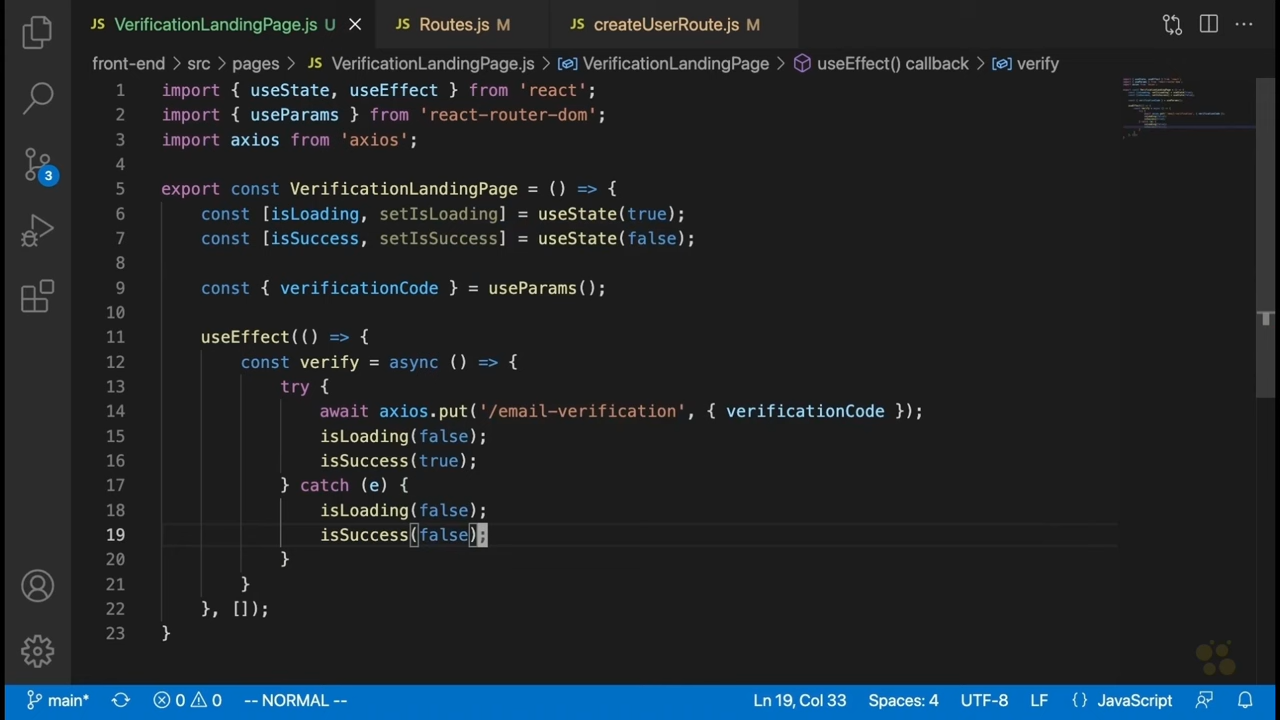 JS VerificationLandingPage.js U
JS Routes.js M
JS createUserRoute.js M
front-end > src > pages > JS VerificationLandingPage.js > VerificationLandingPage > useEffect() callback > verify
1 import { useState, useEffect } from 'react';
2 import { useParams } from 'react-router-dom';
3 import axios from 'axios';
4
5 export const VerificationLandingPage = () => {
6     const [isLoading, setIsLoading] = useState(true);
7     const [isSuccess, setIsSuccess] = useState(false);
8
9     const { verificationCode } = useParams();
10
11     useEffect(() => {
12         const verify = async () => {
13             try {
14                 await axios.put('/email-verification', { verificationCode });
15                 isLoading(false);
16                 isSuccess(true);
17             } catch (e) {
18                 isLoading(false);
19                 isSuccess(false);
20             }
21         }
22     }, []);
23 }
3
main* 0 0 -- NORMAL -- Ln 19, Col 33 Spaces: 4 UTF-8 LF {} JavaScript